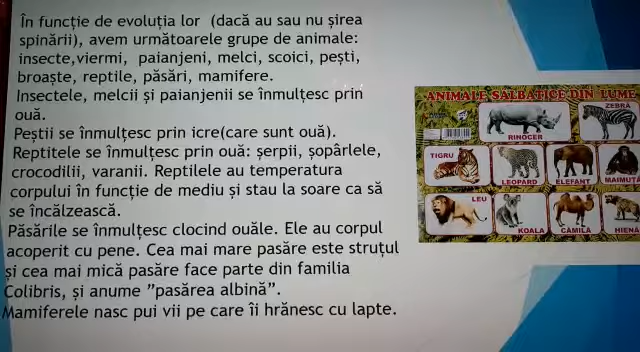 În funcție de evoluția lor (dacă au sau nu șirea
spinării), avem următoarele grupe de animale:
insecte,viermi, paianjeni, melci, scoici, pești,
broaște, reptile, păsări, mamifere.
Insectele, melcii și paianjenii se înmulțesc prin
ouă.
Peștii se înmulțesc prin icre(care sunt ouă).
Reptitele se înmulțesc prin ouă: șerpii, șopârlele,
crocodilii, varanii. Reptilele au temperatura
corpului în funcție de mediu și stau la soare ca să
se încălzească.
Păsările se înmulțesc clocind ouăle. Ele au corpul
acoperit cu pene. Cea mai mare pasăre este struțul
și cea mai mică pasăre face parte din familia
Colibris, și anume ”pasărea albină”.
Mamiferele nasc pui vii pe care îi hrănesc cu lapte.
ANIMALE SĂLBATICE DIN LUME
RINOCER
ZEBRĂ
TIGRU
LEOPARD
ELEFANT
MAIMUȚĂ
LEU
KOALA
CĂMILĂ
HIENĂ